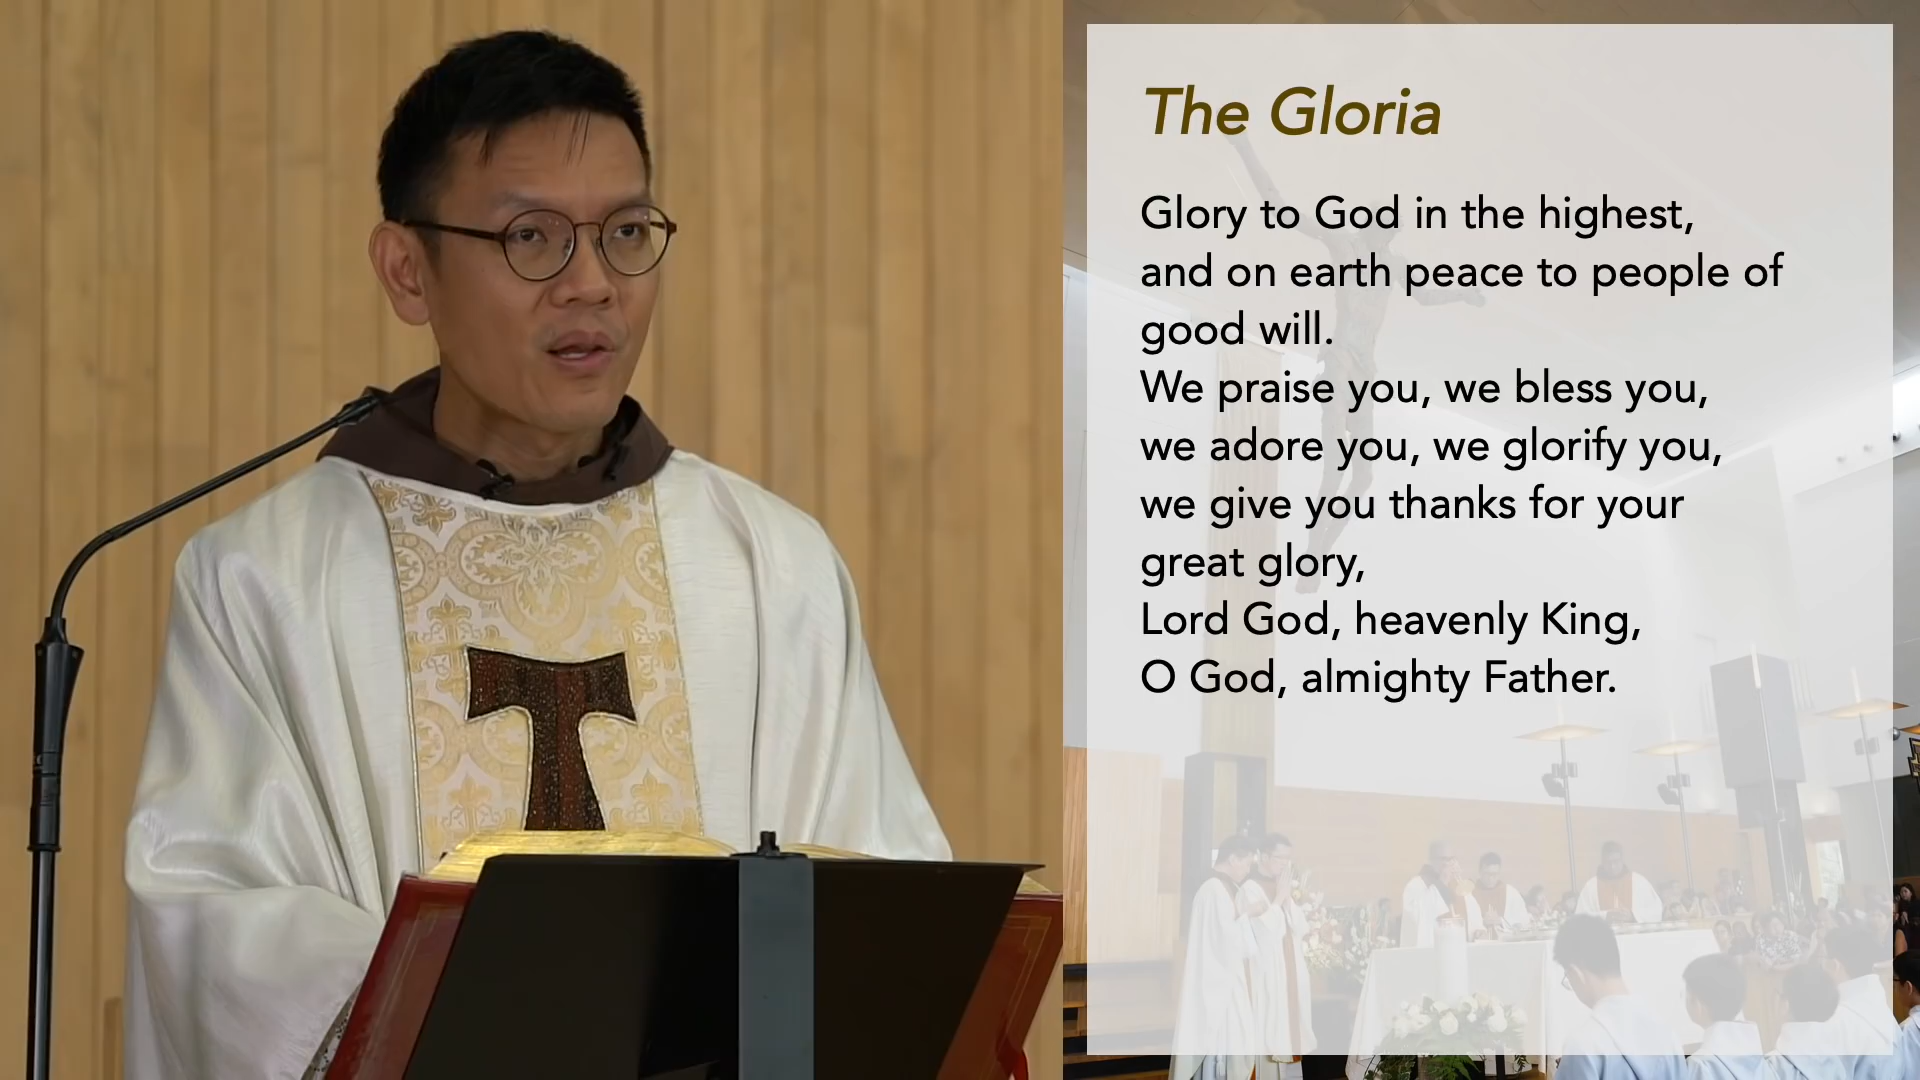 The Gloria
Glory to God in the highest,
and on earth peace to people of
good will.
We praise you, we bless you,
we adore you, we glorify you,
we give you thanks for your
great glory,
Lord God, heavenly King,
O God, almighty Father.